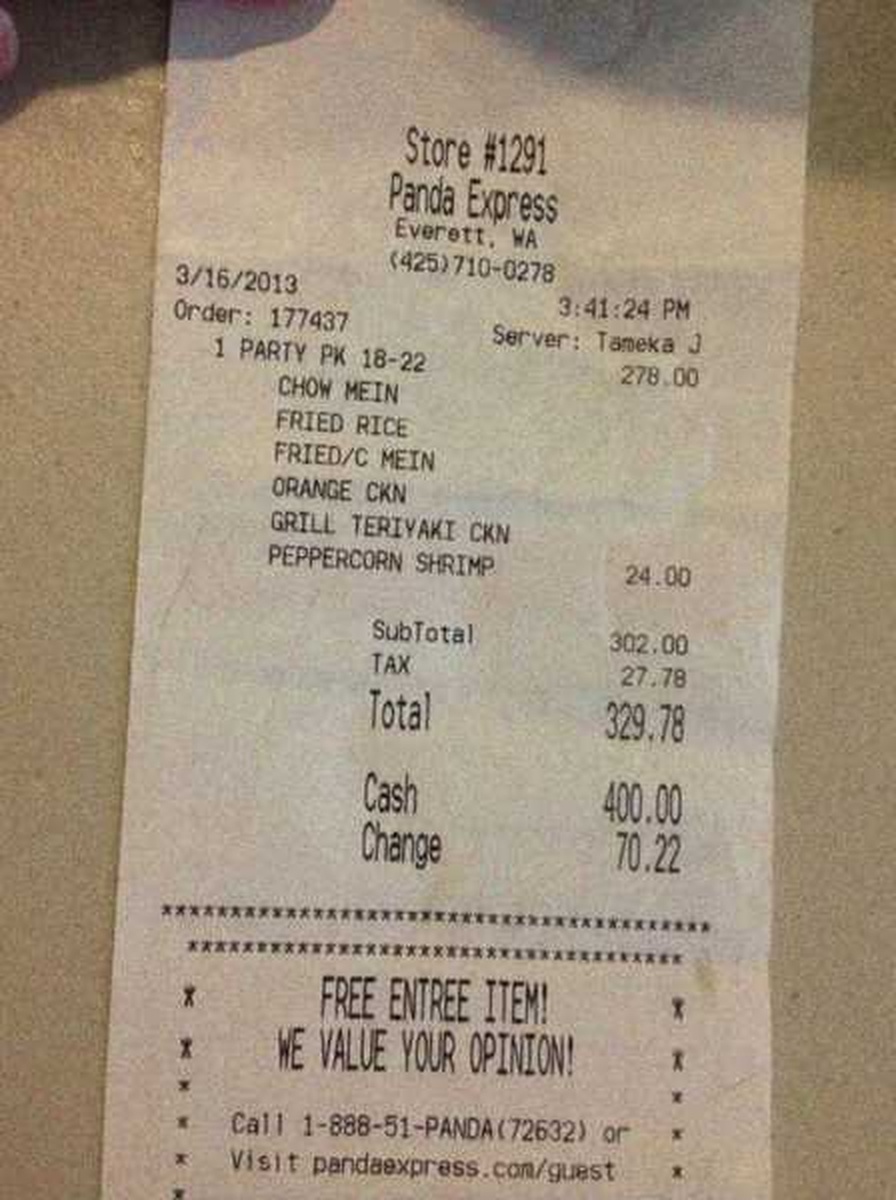 Store #1291
Panda Express
Everett, WA
(425)710-0278
3/16/2013 3:41:24 PM
Order: 177437 Server: Tameka J
1 PARTY PK 18-22 278.00
CHOW MEIN
FRIED RICE
FRIED/C MEIN
ORANGE CKN
GRILL TERIYAKI CKN
PEPPERCORN SHRIMP 24.00
SubTotal 302.00
TAX 27.78
Total 329.78
Cash 400.00
Change 70.22
*****************************************
*************************************
* FREE ENTREE ITEM! *
* WE VALUE YOUR OPINION! *
* *
* Call 1-888-51-PANDA(72632) or *
* Visit pandaexpress.com/guest *
*